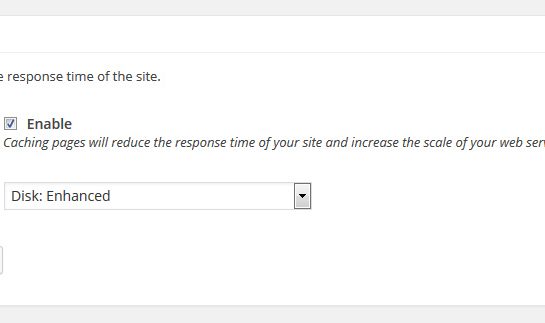 e response time of the site.
Enable
Caching pages will reduce the response time of your site and increase the scale of your web ser
Disk: Enhanced